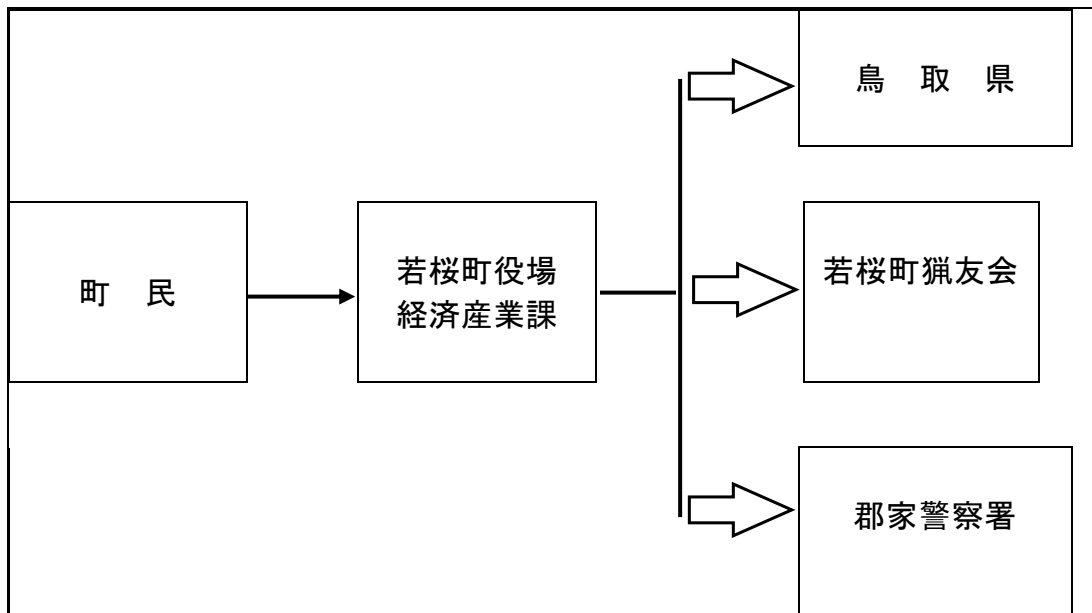 鳥　取　県
町　民
若桜町役場
経済産業課
若桜町猟友会
郡家警察署